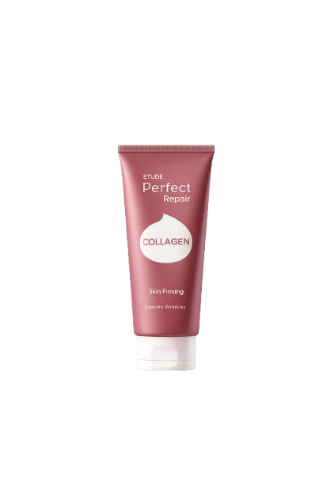 ETUDE
Perfect
Repair
COLLAGEN
Skin Firming
Smooth Wrinkles